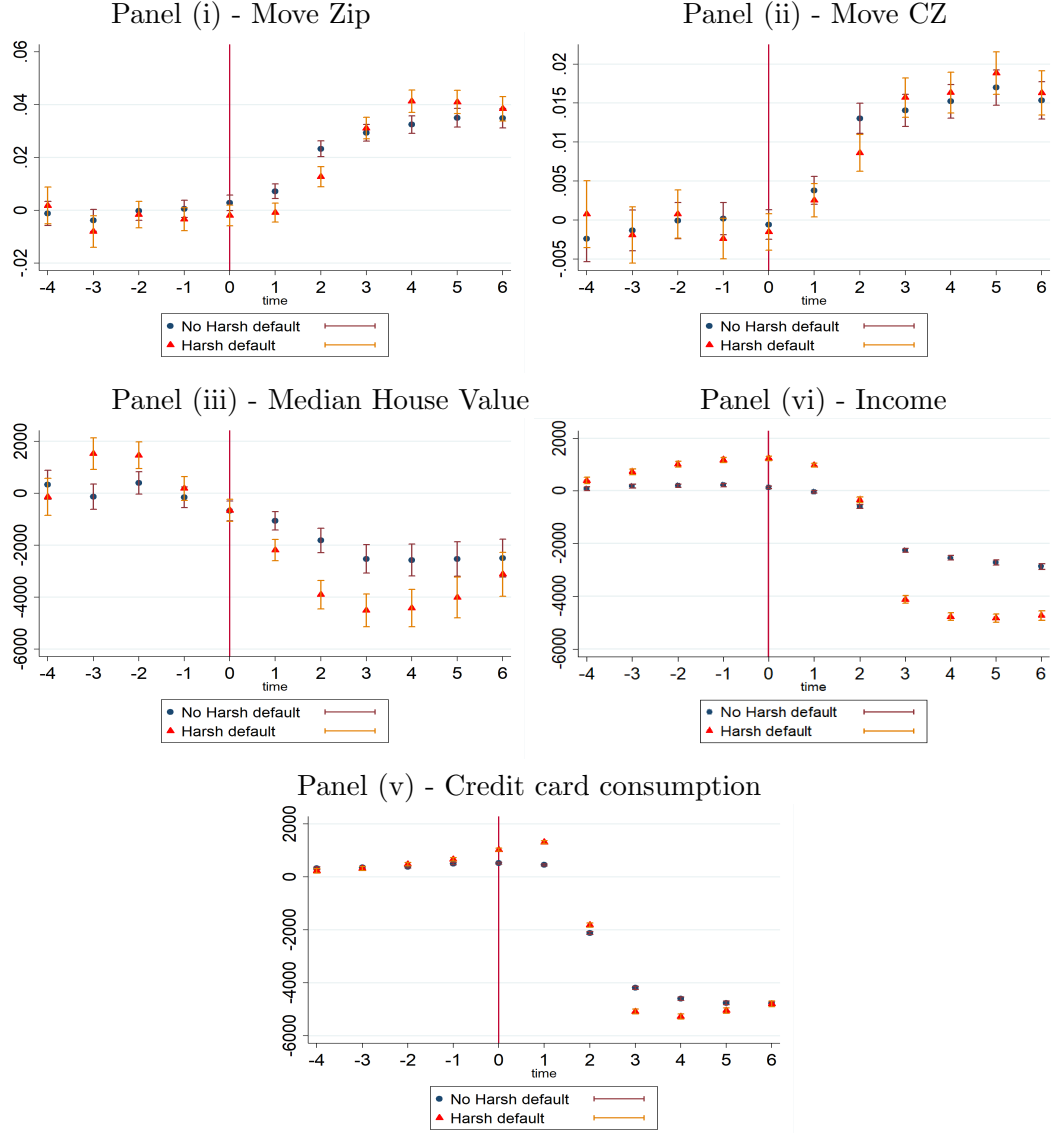 Panel (i) - Move Zip
.06
.04
.02
0
-.02
-4 -3 -2 -1 0 1 2 3 4 5 6
time
No Harsh default
Harsh default
Panel (ii) - Move CZ
.02
.015
.01
.005
0
-.005
-4 -3 -2 -1 0 1 2 3 4 5 6
time
No Harsh default
Harsh default
Panel (iii) - Median House Value
2000
0
-2000
-4000
-6000
-4 -3 -2 -1 0 1 2 3 4 5 6
time
No Harsh default
Harsh default
Panel (vi) - Income
2000
0
-2000
-4000
-6000
-4 -3 -2 -1 0 1 2 3 4 5 6
time
No Harsh default
Harsh default
Panel (v) - Credit card consumption
2000
0
-2000
-4000
-6000
-4 -3 -2 -1 0 1 2 3 4 5 6
time
No Harsh default
Harsh default